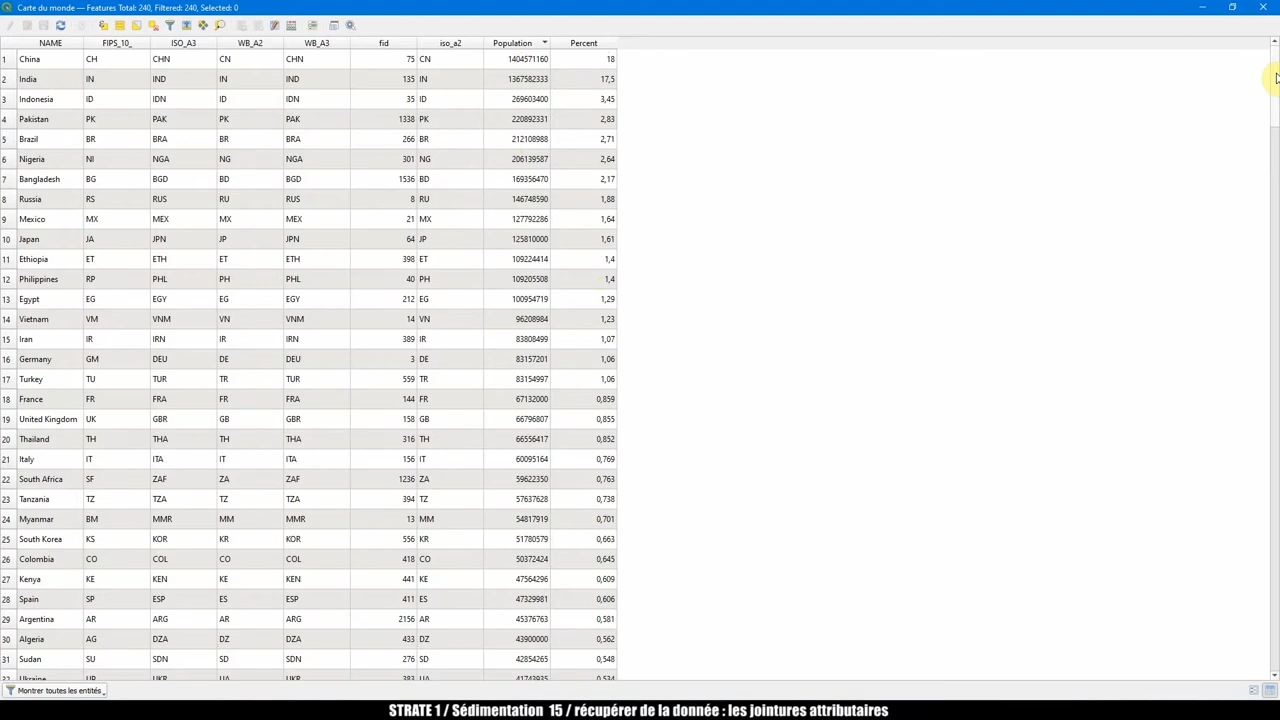 Carte du monde — Features Total: 240, Filtered: 240, Selected: 0
NAME FIPS_10_ ISO_A3 WB_A2 WB_A3 fid iso_a2 Population Percent
1 China CH CHN CN CHN 75 CN 1404571160 18
2 India IN IND IN IND 135 IN 1367582333 17,5
3 Indonesia ID IDN ID IDN 35 ID 269603400 3,45
4 Pakistan PK PAK PK PAK 1338 PK 220892331 2,83
5 Brazil BR BRA BR BRA 266 BR 212108988 2,71
6 Nigeria NI NGA NG NGA 301 NG 206139587 2,64
7 Bangladesh BG BGD BD BGD 1536 BD 169356470 2,17
8 Russia RS RUS RU RUS 8 RU 146748590 1,88
9 Mexico MX MEX MX MEX 21 MX 127792286 1,64
10 Japan JA JPN JP JPN 64 JP 125810000 1,61
11 Ethiopia ET ETH ET ETH 398 ET 109224414 1,4
12 Philippines RP PHL PH PHL 40 PH 109205508 1,4
13 Egypt EG EGY EG EGY 212 EG 100954719 1,29
14 Vietnam VM VNM VN VNM 14 VN 96208984 1,23
15 Iran IR IRN IR IRN 389 IR 83808499 1,07
16 Germany GM DEU DE DEU 3 DE 83157201 1,06
17 Turkey TU TUR TR TUR 559 TR 83154997 1,06
18 France FR FRA FR FRA 144 FR 67132000 0,859
19 United Kingdom UK GBR GB GBR 158 GB 66796807 0,855
20 Thailand TH THA TH THA 316 TH 66556417 0,852
21 Italy IT ITA IT ITA 156 IT 60095164 0,769
22 South Africa SF ZAF ZA ZAF 1236 ZA 59622350 0,763
23 Tanzania TZ TZA TZ TZA 394 TZ 57637628 0,738
24 Myanmar BM MMR MM MMR 13 MM 54817919 0,701
25 South Korea KS KOR KR KOR 556 KR 51780579 0,663
26 Colombia CO COL CO COL 418 CO 50372424 0,645
27 Kenya KE KEN KE KEN 441 KE 47564296 0,609
28 Spain SP ESP ES ESP 411 ES 47329981 0,606
29 Argentina AR ARG AR ARG 2156 AR 45376763 0,581
30 Algeria AG DZA DZ DZA 433 DZ 43900000 0,562
31 Sudan SU SDN SD SDN 276 SD 42854265 0,548
32 Ukraine UP UKR UA UKR 383 UA 41743935 0,534
Montrer toutes les entités
STRATE 1 / Sédimentation 15 / récupérer de la donnée : les jointures attributaires